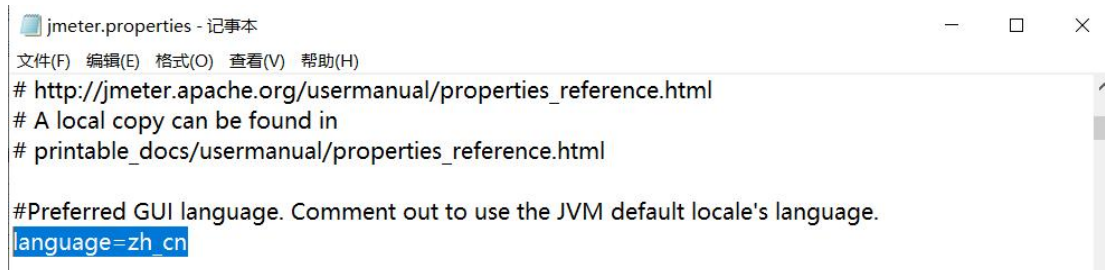 jmeter.properties - 记事本
文件(F) 编辑(E) 格式(O) 查看(V) 帮助(H)
# http://jmeter.apache.org/usermanual/properties_reference.html
# A local copy can be found in
# printable_docs/usermanual/properties_reference.html
#Preferred GUI language. Comment out to use the JVM default locale's language.
language=zh_cn